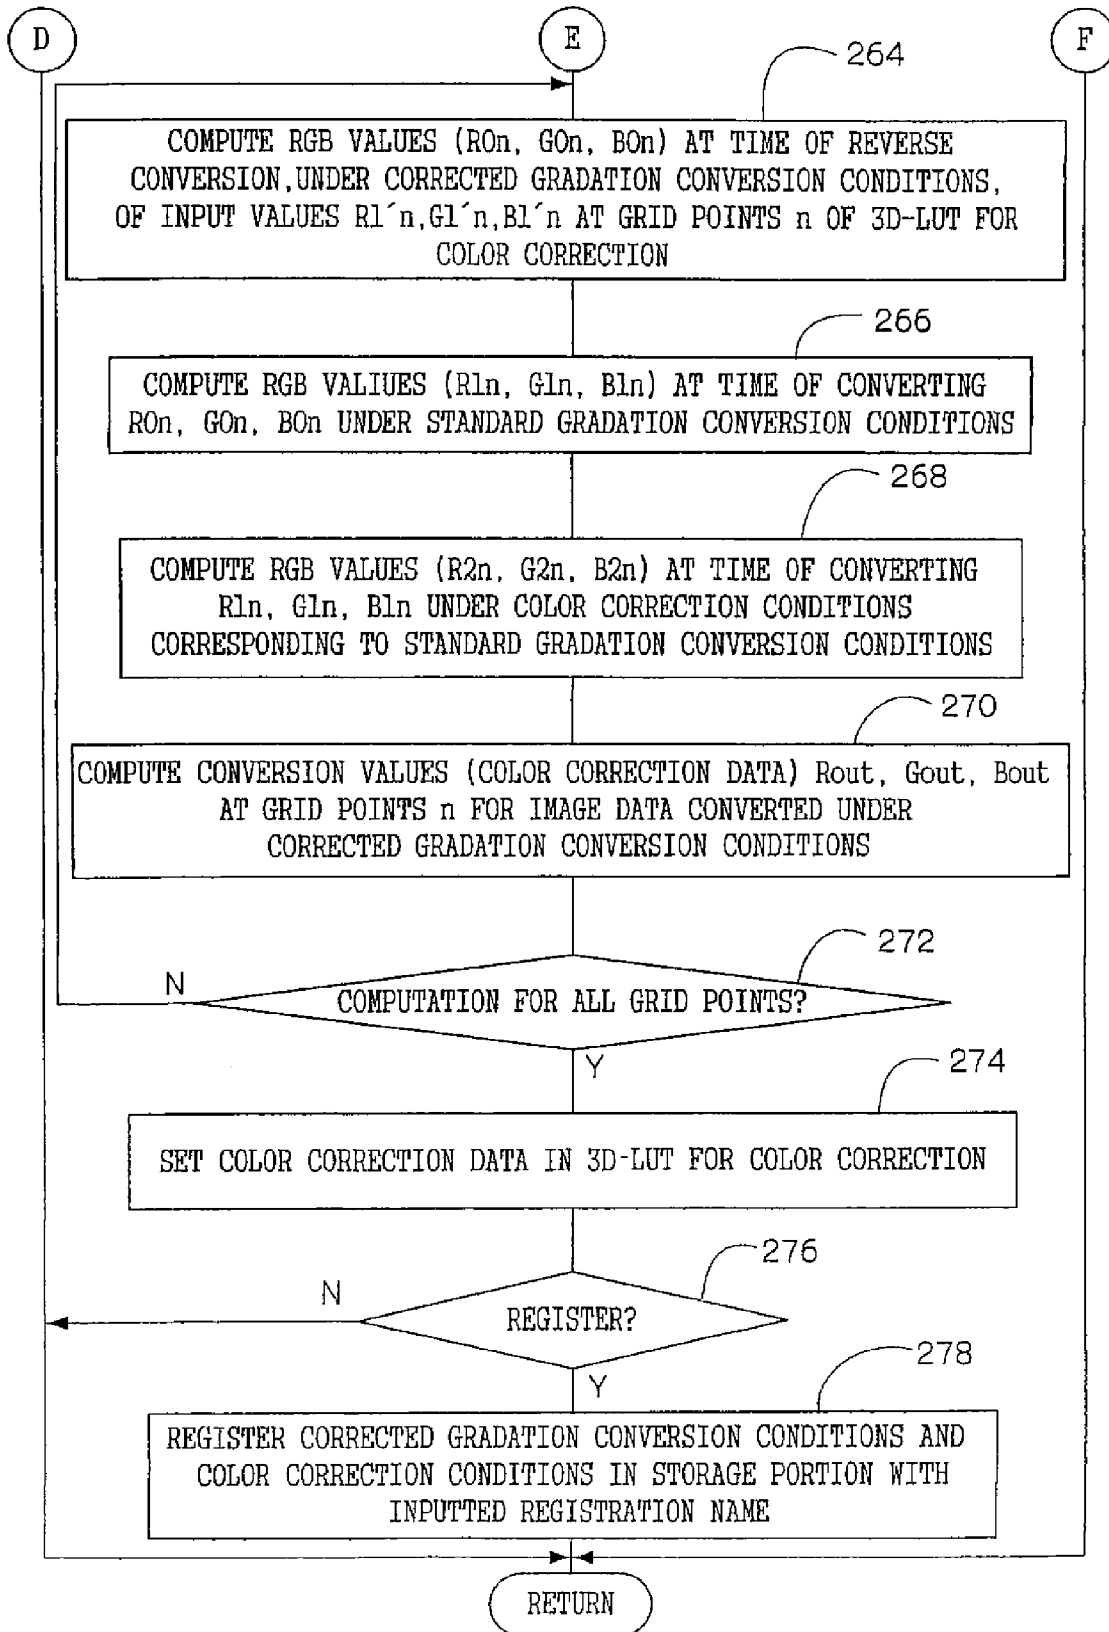 D
E
F
264
COMPUTE RGB VALUES (R0n, G0n, B0n) AT TIME OF REVERSE
CONVERSION,UNDER CORRECTED GRADATION CONVERSION CONDITIONS,
OF INPUT VALUES R1´n,G1´n,B1´n AT GRID POINTS n OF 3D-LUT FOR
COLOR CORRECTION
266
COMPUTE RGB VALIUES (R1n, G1n, B1n) AT TIME OF CONVERTING
R0n, G0n, B0n UNDER STANDARD GRADATION CONVERSION CONDITIONS
268
COMPUTE RGB VALUES (R2n, G2n, B2n) AT TIME OF CONVERTING
R1n, G1n, B1n UNDER COLOR CORRECTION CONDITIONS
CORRESPONDING TO STANDARD GRADATION CONVERSION CONDITIONS
270
COMPUTE CONVERSION VALUES (COLOR CORRECTION DATA) Rout, Gout, Bout
AT GRID POINTS n FOR IMAGE DATA CONVERTED UNDER
CORRECTED GRADATION CONVERSION CONDITIONS
272
N
COMPUTATION FOR ALL GRID POINTS?
Y
274
SET COLOR CORRECTION DATA IN 3D-LUT FOR COLOR CORRECTION
276
N
REGISTER?
Y
278
REGISTER CORRECTED GRADATION CONVERSION CONDITIONS AND
COLOR CORRECTION CONDITIONS IN STORAGE PORTION WITH
INPUTTED REGISTRATION NAME
RETURN